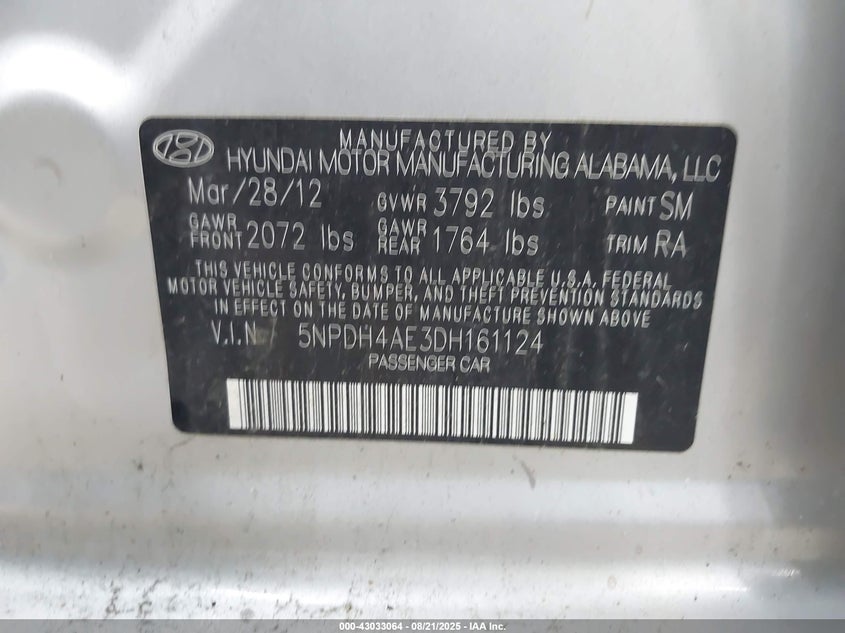 MANUFACTURED BY
HYUNDAI MOTOR MANUFACTURING ALABAMA, LLC
Mar/28/12 GVWR 3792 lbs PAINT SM
GAWR FRONT 2072 lbs GAWR REAR 1764 lbs TRIM RA
THIS VEHICLE CONFORMS TO ALL APPLICABLE U.S.A. FEDERAL
MOTOR VEHICLE SAFETY, BUMPER, AND THEFT PREVENTION STANDARDS
IN EFFECT ON THE DATE OF MANUFACTURE SHOWN ABOVE
V.I.N 5NPDH4AE3DH161124
PASSENGER CAR
000-43033064 - 08/21/2025 - IAA Inc.